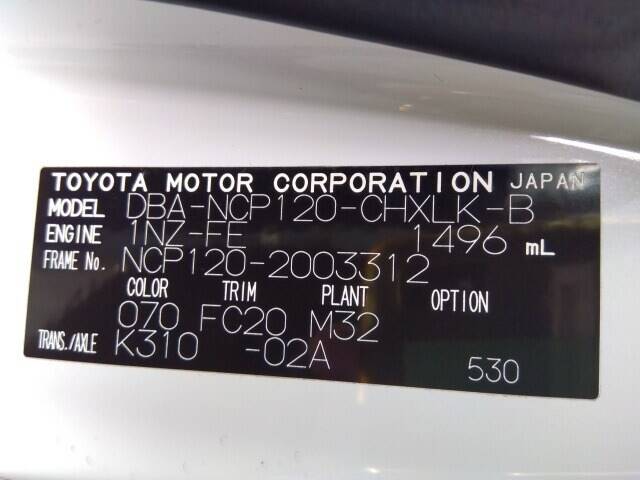 TOYOTA MOTOR CORPORATION JAPAN
MODEL DBA-NCP120-CHXLK-B
ENGINE 1NZ-FE 1496 mL
FRAME No. NCP120-2003312
COLOR TRIM PLANT OPTION
070 FC20 M32
TRANS./AXLE K310 -02A
530